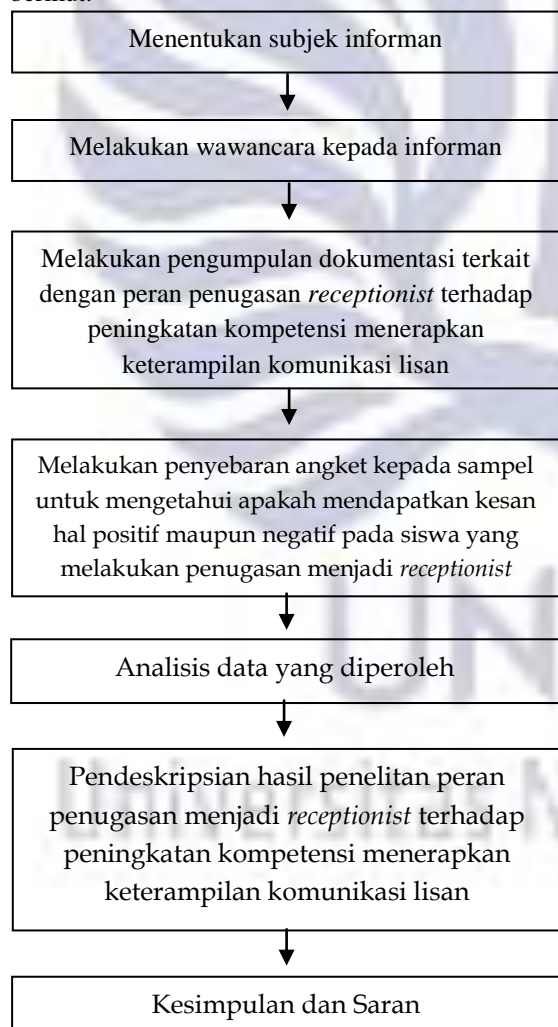 Menentukan subjek informan
Melakukan wawancara kepada informan
Melakukan pengumpulan dokumentasi terkait
dengan peran penugasan receptionist terhadap
peningkatan kompetensi menerapkan
keterampilan komunikasi lisan
Melakukan penyebaran angket kepada sampel
untuk mengetahui apakah mendapatkan kesan
hal positif maupun negatif pada siswa yang
melakukan penugasan menjadi receptionist
UN
Analisis data yang diperoleh
Pendeskripsian hasil penelitan peran
penugasan menjadi receptionist terhadap
peningkatan kompetensi menerapkan
keterampilan komunikasi lisan
Kesimpulan dan Saran